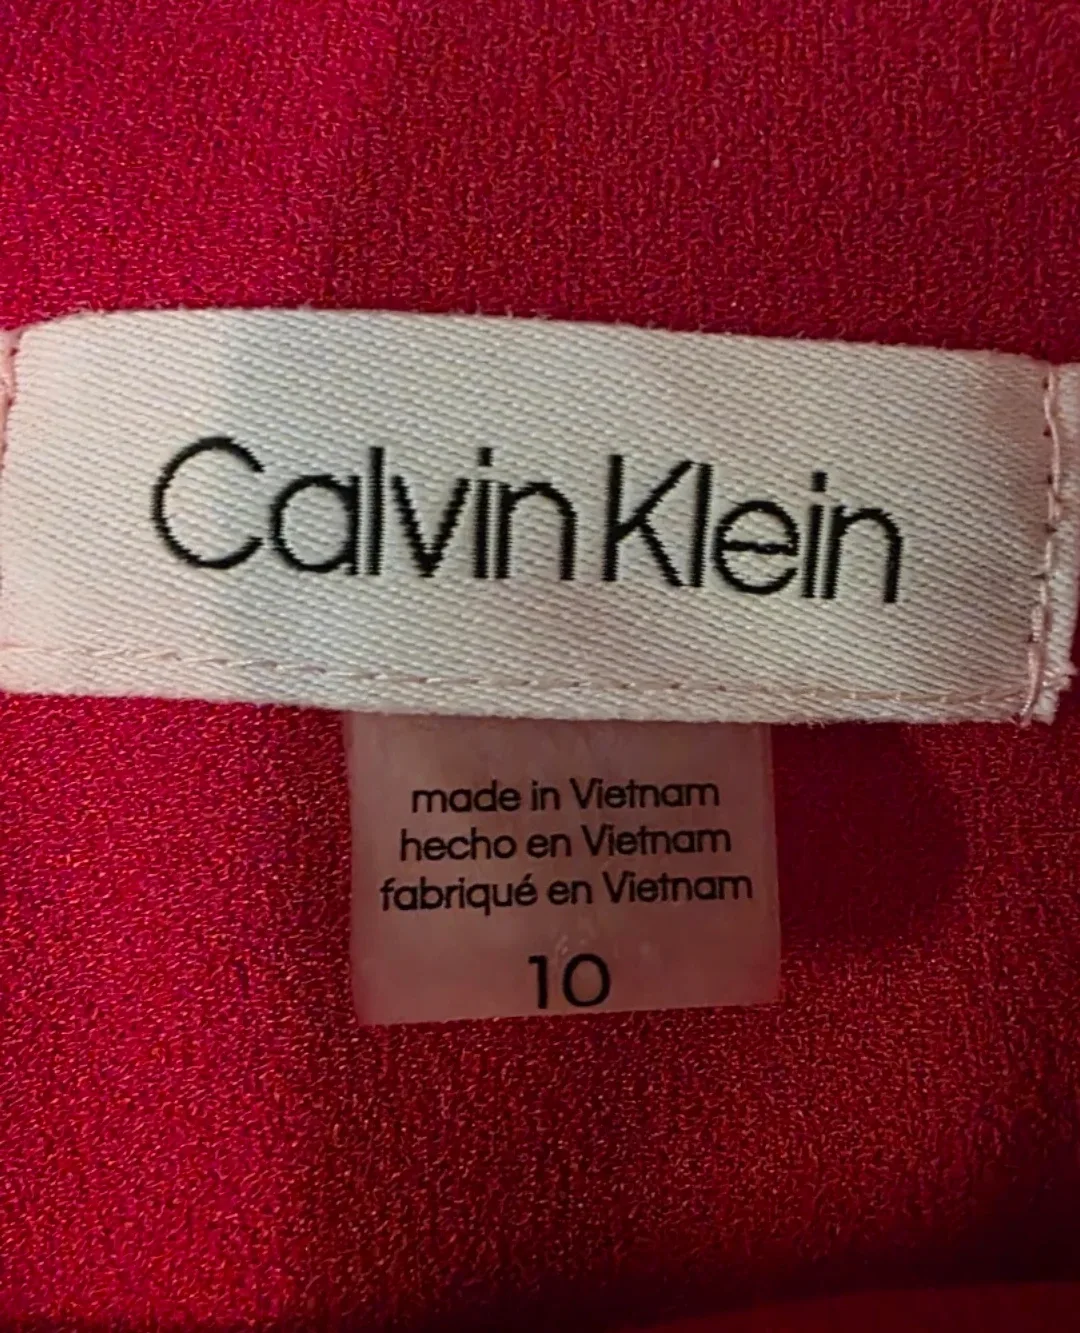 Calvin Klein
made in Vietnam
hecho en Vietnam
fabriqué en Vietnam
10